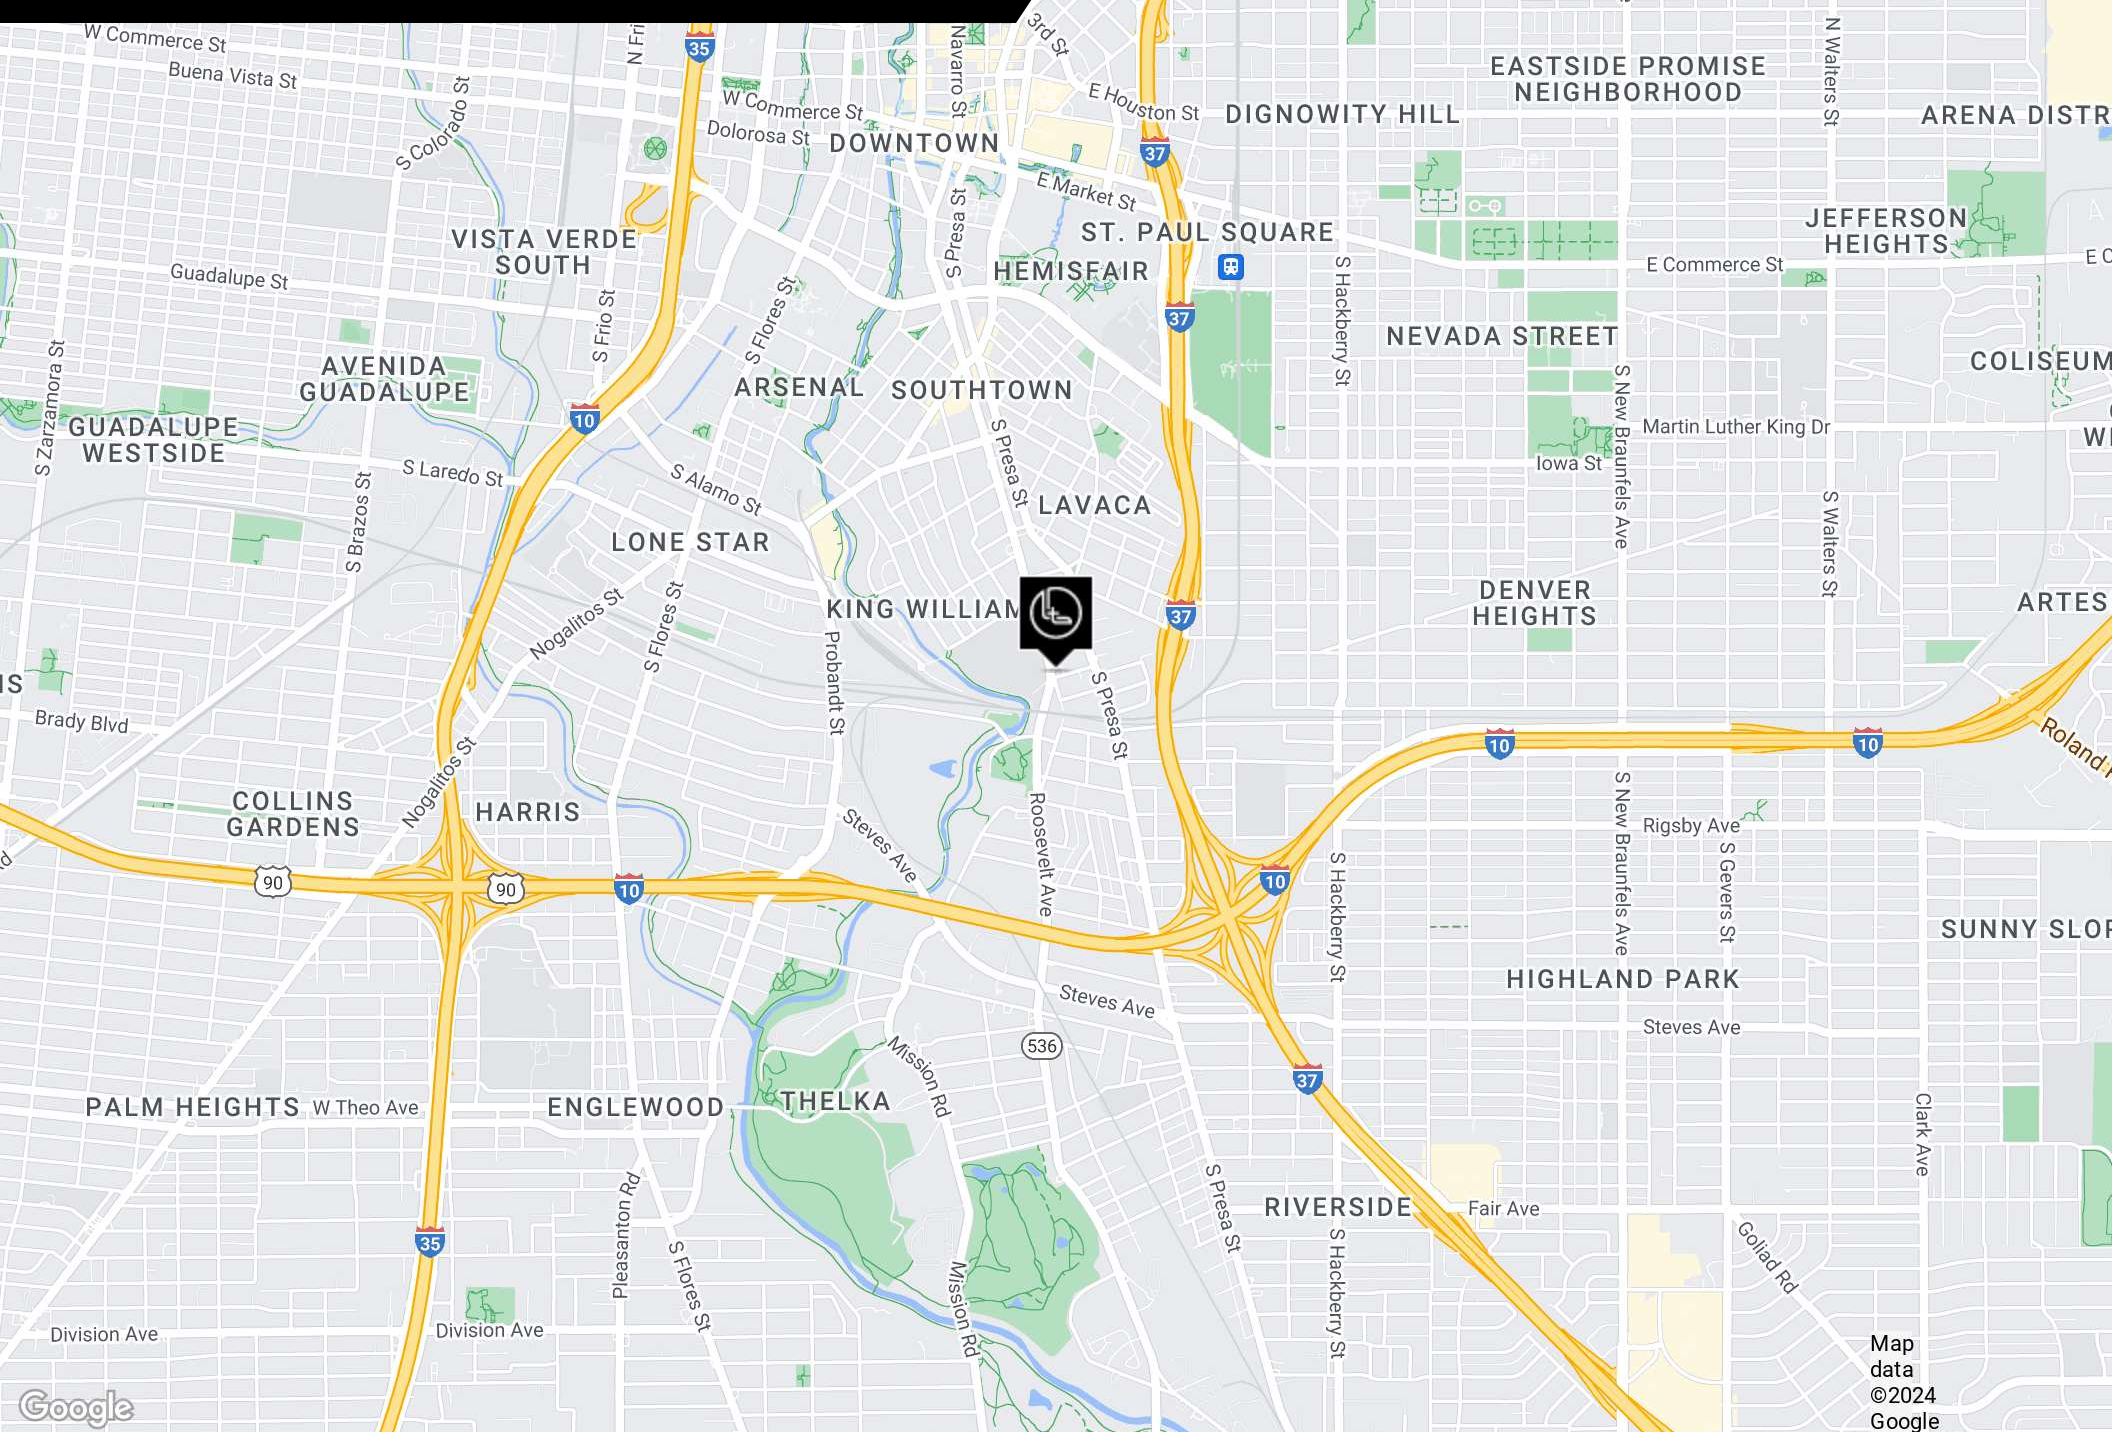 3rd St
W Commerce St
35
Navarro St
N Walters St
EASTSIDE PROMISE
NEIGHBORHOOD
Buena Vista St
W Commerce St
E Houston St
DIGNOWITY HILL
S Colorado St
Dolorosa St
DOWNTOWN
37
E Market St
S Presa St
VISTA VERDE
SOUTH
ST. PAUL SQUARE
JEFFERSON
HEIGHTS
Guadalupe St
HEMISFAIR
E Commerce St
S Frio St
S Flores St
37
S Hackberry St
NEVADA STREET
S Zarzamora St
AVENIDA
GUADALUPE
ARSENAL
SOUTHTOWN
COLISEUM
S New Braunfels Ave
10
GUADALUPE
WESTSIDE
Martin Luther King Dr
S Laredo St
S Alamo St
S Presa St
Iowa St
S Brazos St
LAVACA
S Walters St
LONE STAR
DENVER
HEIGHTS
Nogalitos St
S Flores St
KING WILLIAM
37
Probandt St
S Presa St
Brady Blvd
10
10
Nogalitos St
COLLINS
GARDENS
HARRIS
Steves Ave
Roosevelt Ave
S New Braunfels Ave
Rigsby Ave
S Gevers St
90
90
10
10
S Hackberry St
HIGHLAND PARK
Steves Ave
Steves Ave
536
Mission Rd
37
PALM HEIGHTS
W Theo Ave
ENGLEWOOD
THELKA
Clark Ave
Pleasanton Rd
S Presa St
RIVERSIDE
Fair Ave
35
S Flores St
Mission Rd
S Hackberry St
Goliad Rd
Division Ave
Division Ave
Map
data
©2024
Google
Google